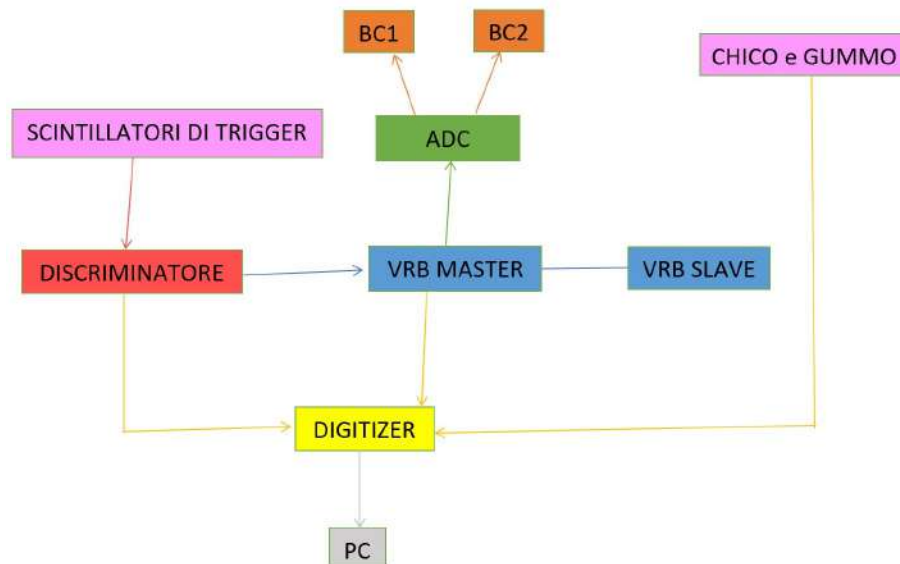 BC1
BC2
CHICO e GUMMO
SCINTILLATORI DI TRIGGER
ADC
DISCRIMINATORE
VRB MASTER
VRB SLAVE
DIGITIZER
PC